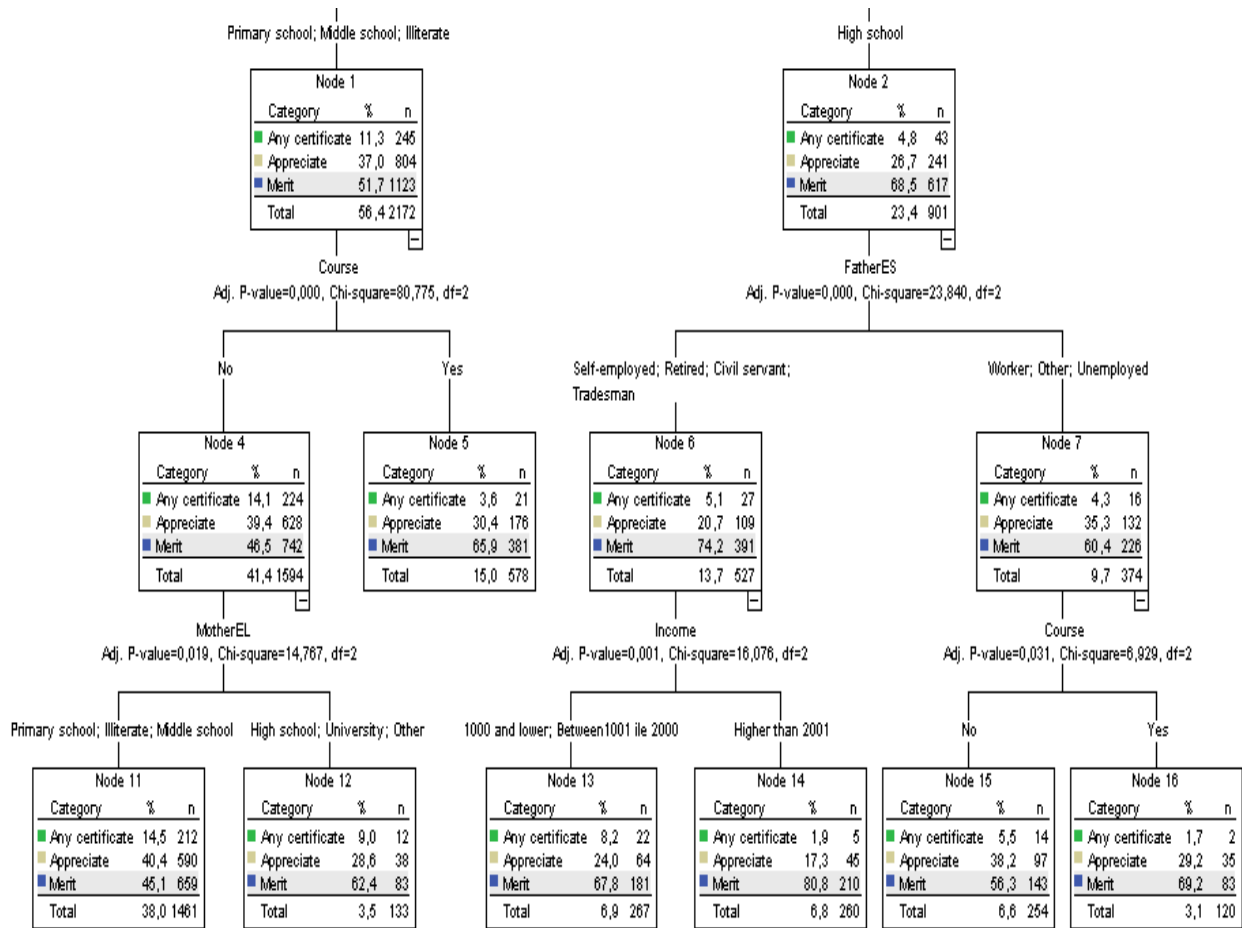 Primary school; Middle school; Illiterate
High school
Node 1
Category % n
Any certificate 11,3 245
Appreciate 37,0 804
Merit 51,7 1123
Total 56,4 2172
Node 2
Category % n
Any certificate 4,8 43
Appreciate 26,7 241
Merit 68,5 617
Total 23,4 901
Course
Adj. P-value=0,000, Chi-square=80,775, df=2
FatherES
Adj. P-value=0,000, Chi-square=23,840, df=2
No
Yes
Self-employed; Retired; Civil servant;
Tradesman
Worker; Other; Unemployed
Node 4
Category % n
Any certificate 14,1 224
Appreciate 39,4 628
Merit 46,5 742
Total 41,4 1594
Node 5
Category % n
Any certificate 3,6 21
Appreciate 30,4 176
Merit 65,9 381
Total 15,0 578
Node 6
Category % n
Any certificate 5,1 27
Appreciate 20,7 109
Merit 74,2 391
Total 13,7 527
Node 7
Category % n
Any certificate 4,3 16
Appreciate 35,3 132
Merit 60,4 226
Total 9,7 374
MotherEL
Adj. P-value=0,019, Chi-square=14,767, df=2
Income
Adj. P-value=0,001, Chi-square=16,076, df=2
Course
Adj. P-value=0,031, Chi-square=6,929, df=2
Primary school; Illiterate; Middle school
High school; University; Other
1000 and lower; Between1001 ile 2000
Higher than 2001
No
Yes
Node 11
Category % n
Any certificate 14,5 212
Appreciate 40,4 590
Merit 45,1 659
Total 38,0 1461
Node 12
Category % n
Any certificate 9,0 12
Appreciate 28,6 38
Merit 62,4 83
Total 3,5 133
Node 13
Category % n
Any certificate 8,2 22
Appreciate 24,0 64
Merit 67,8 181
Total 6,9 267
Node 14
Category % n
Any certificate 1,9 5
Appreciate 17,3 45
Merit 80,8 210
Total 6,8 260
Node 15
Category % n
Any certificate 5,5 14
Appreciate 38,2 97
Merit 56,3 143
Total 6,6 254
Node 16
Category % n
Any certificate 1,7 2
Appreciate 29,2 35
Merit 69,2 83
Total 3,1 120